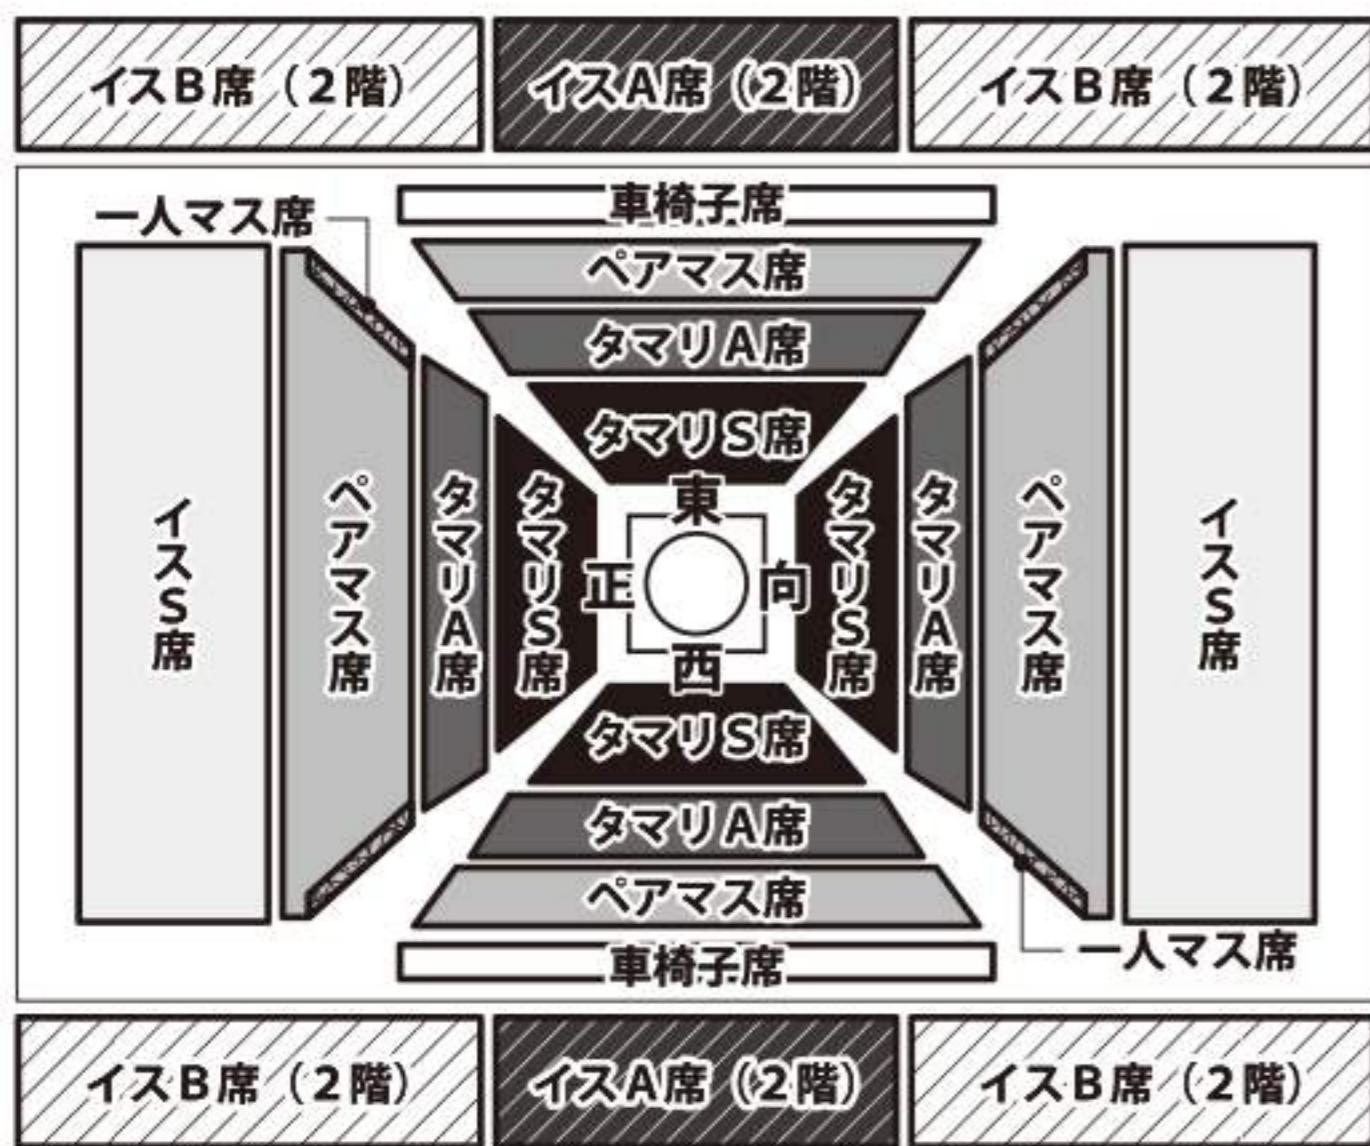 イスB席（2階）
イスA席（2階）
イスB席（2階）
車椅子席
一人マス席
ペアマス席
タマリA席
タマリS席
イスS席
ペアマス席
タマリA席
タマリS席
東
正
向
西
タマリS席
タマリA席
ペアマス席
イスS席
タマリS席
タマリA席
ペアマス席
一人マス席
車椅子席
イスB席（2階）
イスA席（2階）
イスB席（2階）